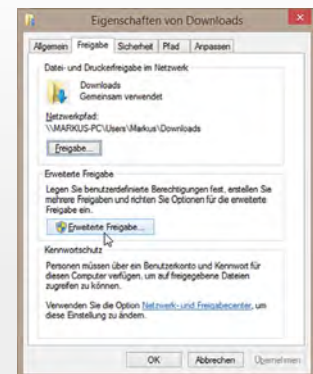 Eigenschaften von Downloads
Allgemein Freigabe Sicherheit Pfad Anpassen
Datei- und Druckerfreigabe im Netzwerk
Downloads
Gemeinsam verwendet
Netzwerkpfad:
\\MARKUS-PC\Users\Markus\Downloads
Freigabe...
Erweiterte Freigabe
Legen Sie benutzerdefinierte Berechtigungen fest, erstellen Sie
mehrere Freigaben und richten Sie Optionen für die erweiterte
Freigabe ein.
Erweiterte Freigabe...
Kennwortschutz
Personen müssen über ein Benutzerkonto und Kennwort für
diesen Computer verfügen, um auf freigegebene Dateien
zugreifen zu können.
Verwenden Sie die Option Netzwerk- und Freigabecenter, um
diese Einstellung zu ändern.
OK Abbrechen Übernehmen